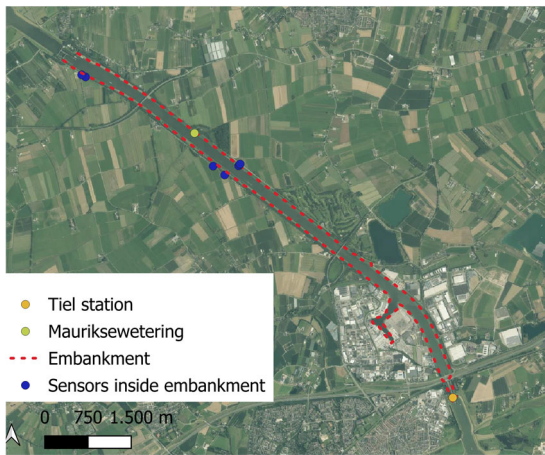 Tiel station
Mauriksewetering
Embankment
Sensors inside embankment
0 750 1.500 m